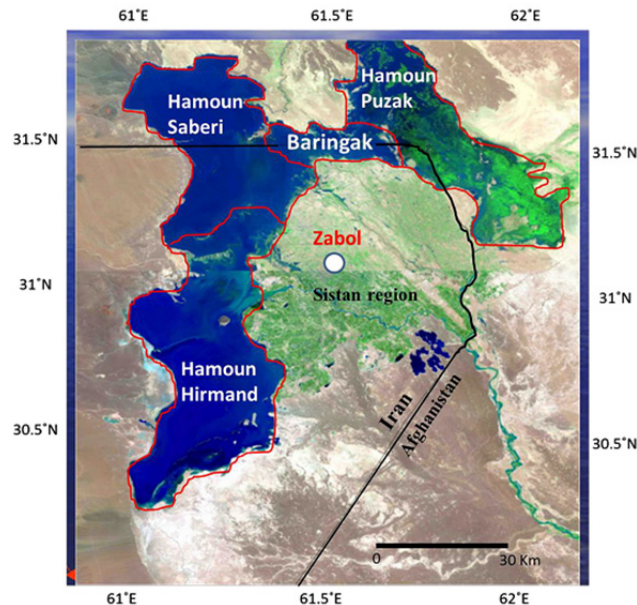 61°E
61.5°E
62°E
Hamoun
Saberi
Hamoun
Puzak
Baringak
31.5°N
31.5°N
Zabol
31°N
Sistan region
31°N
Hamoun
Hirmand
Iran
Afghanistan
30.5°N
30.5°N
0
30 Km
61°E
61.5°E
62°E